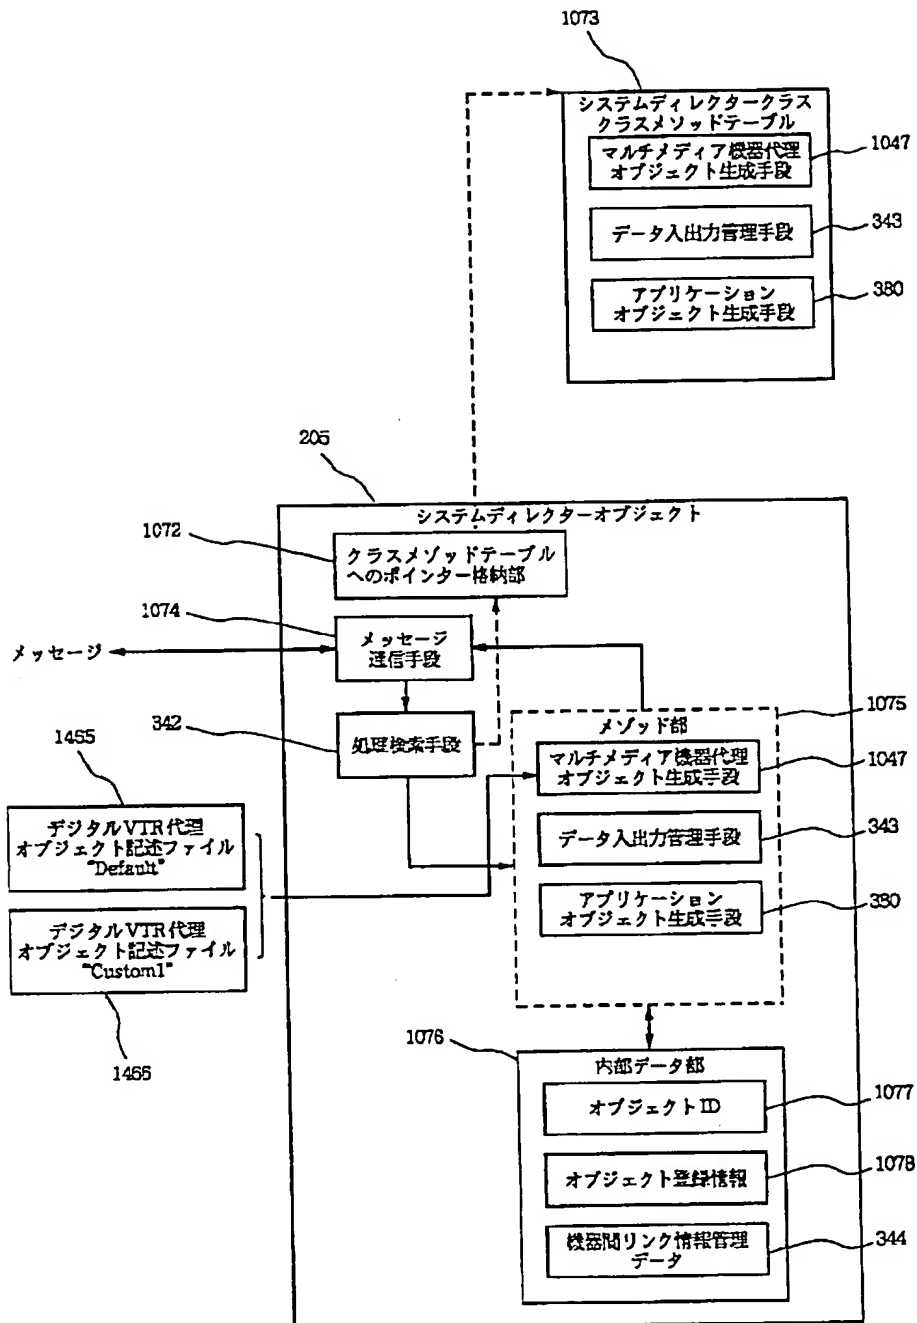 1073
システムディレクタークラス
クラスメソッドテーブル
マルチメディア機器代理
オブジェクト生成手段
1047
データ入出力管理手段
343
アプリケーション
オブジェクト生成手段
380
205
システムディレクターオブジェクト
1072
クラスメソッドテーブル
へのポインター格納部
1074
メッセージ
メッセージ
通信手段
342
処理検索手段
1075
メソッド部
マルチメディア機器代理
オブジェクト生成手段
1047
データ入出力管理手段
343
アプリケーション
オブジェクト生成手段
380
1455
デジタルVTR代理
オブジェクト記述ファイル
"Default"
デジタルVTR代理
オブジェクト記述ファイル
"Custom1"
1456
1076
内部データ部
オブジェクトID
1077
オブジェクト登録情報
1078
機器間リンク情報管理
データ
344